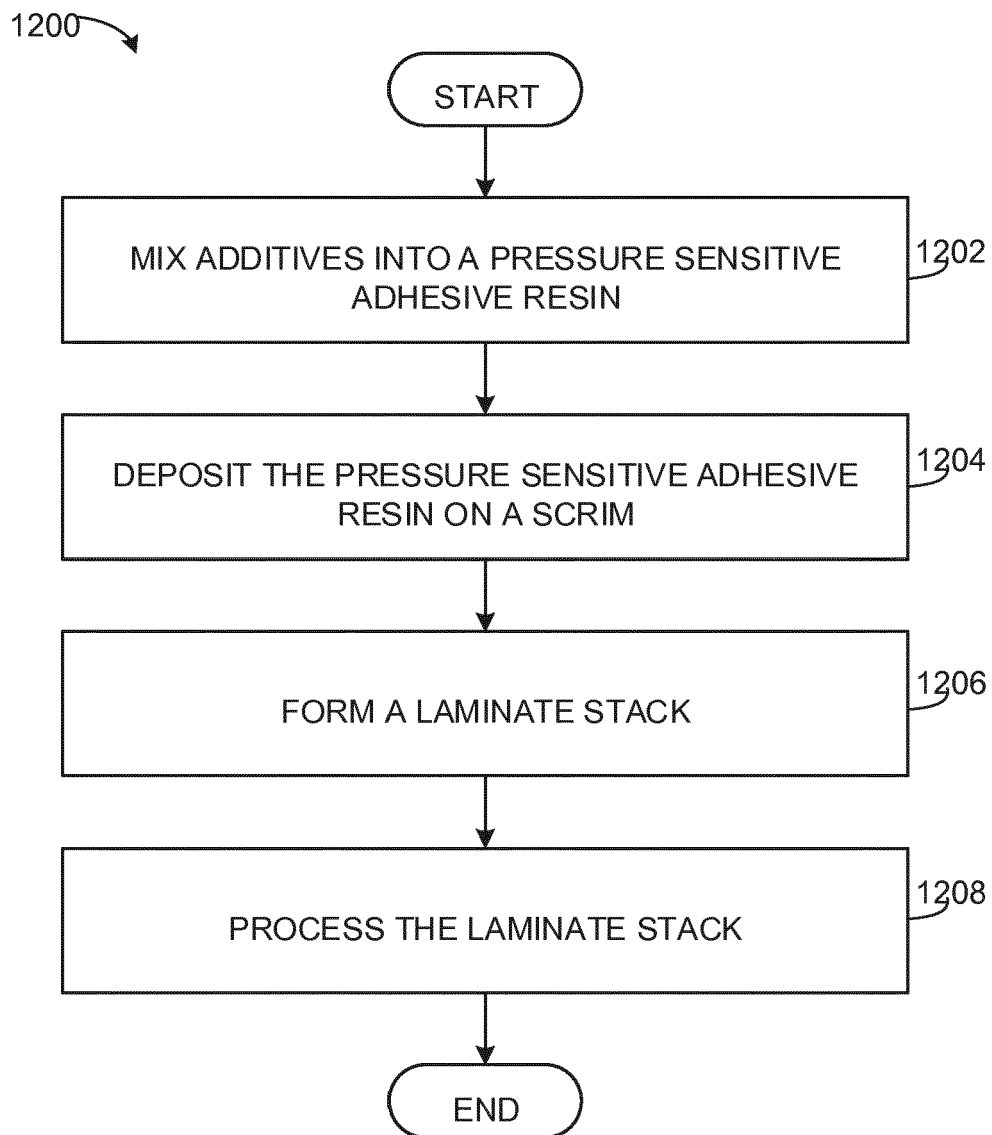 1200
START
MIX ADDITIVES INTO A PRESSURE SENSITIVE
ADHESIVE RESIN
1202
DEPOSIT THE PRESSURE SENSITIVE ADHESIVE
RESIN ON A SCRIM
1204
FORM A LAMINATE STACK
1206
PROCESS THE LAMINATE STACK
1208
END